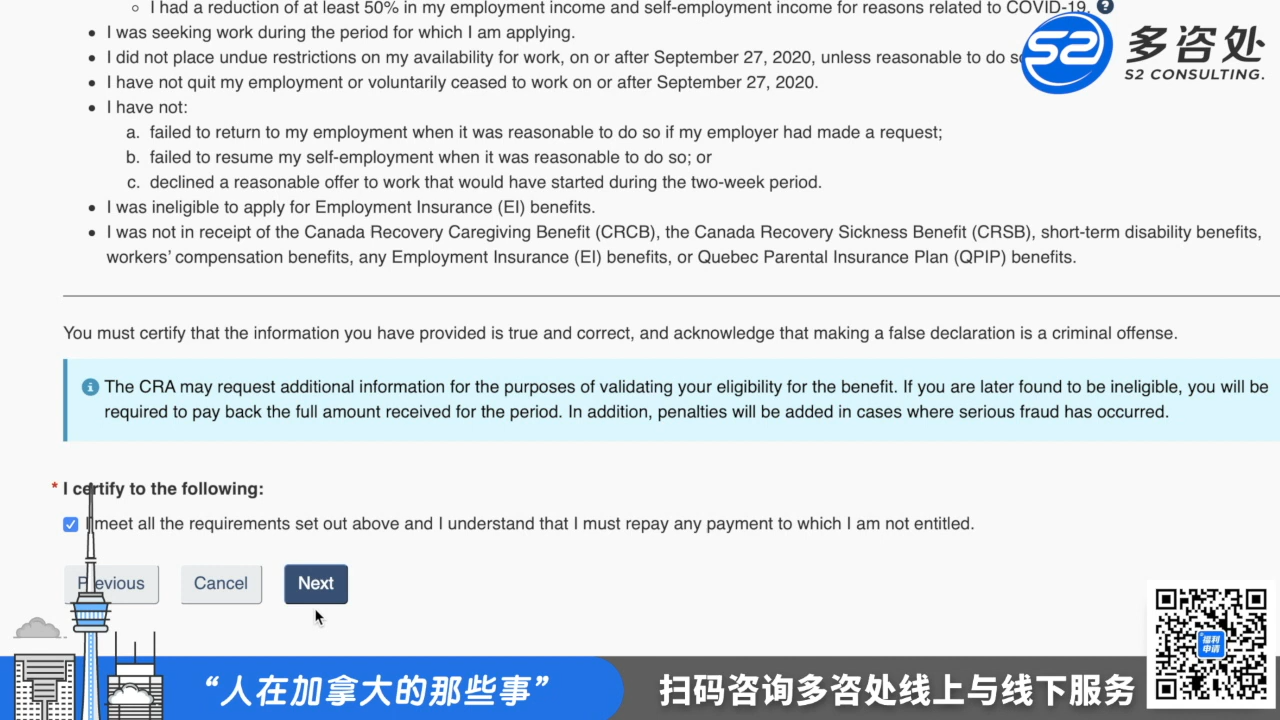 I had a reduction of at least 50% in my employment income and self-employment income for reasons related to COVID-19.
I was seeking work during the period for which I am applying.
I did not place undue restrictions on my availability for work, on or after September 27, 2020, unless reasonable to do so
I have not quit my employment or voluntarily ceased to work on or after September 27, 2020.
I have not:
a. failed to return to my employment when it was reasonable to do so if my employer had made a request;
b. failed to resume my self-employment when it was reasonable to do so; or
c. declined a reasonable offer to work that would have started during the two-week period.
I was ineligible to apply for Employment Insurance (EI) benefits.
I was not in receipt of the Canada Recovery Caregiving Benefit (CRCB), the Canada Recovery Sickness Benefit (CRSB), short-term disability benefits,
workers' compensation benefits, any Employment Insurance (EI) benefits, or Quebec Parental Insurance Plan (QPIP) benefits.
S2 多咨处
S2 CONSULTING.
You must certify that the information you have provided is true and correct, and acknowledge that making a false declaration is a criminal offense.
The CRA may request additional information for the purposes of validating your eligibility for the benefit. If you are later found to be ineligible, you will be
required to pay back the full amount received for the period. In addition, penalties will be added in cases where serious fraud has occurred.
* I certify to the following:
I meet all the requirements set out above and I understand that I must repay any payment to which I am not entitled.
Previous Cancel Next
福利
申请
“人在加拿大的那些事” 扫码咨询多咨处线上与线下服务